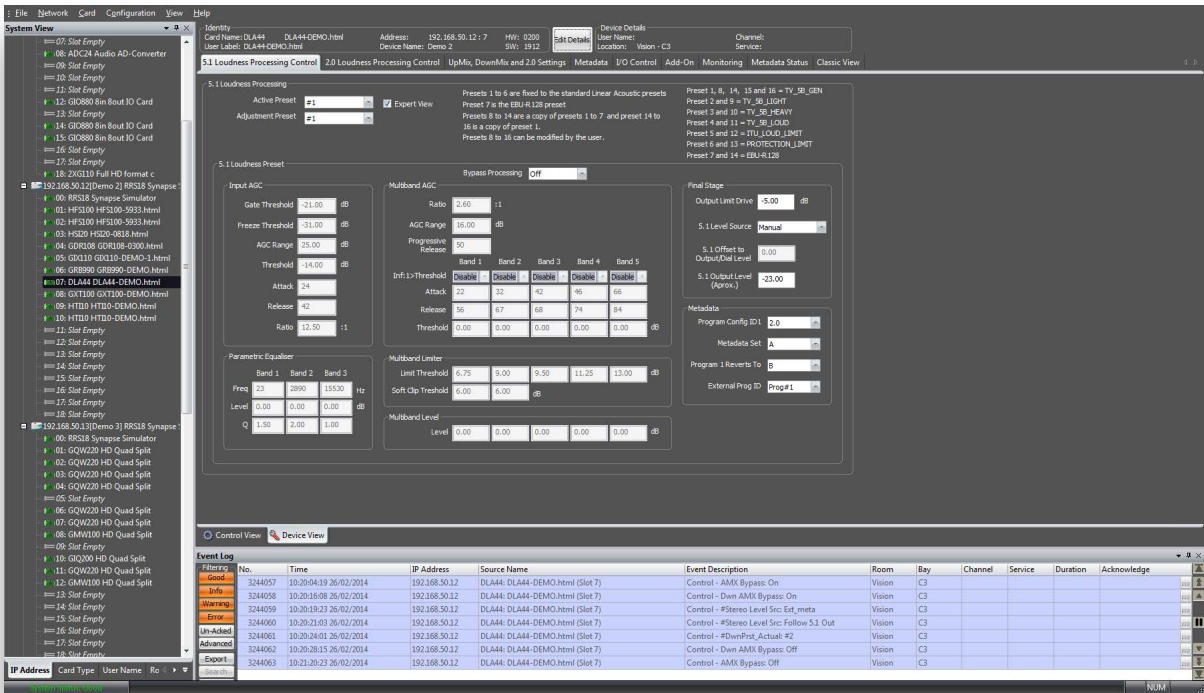 File Network Card Configuration View Help
System View
07: Slot Empty
08: ADC24 Audio AD-Converter
09: Slot Empty
10: Slot Empty
11: Slot Empty
12: GIO880 8in 8out IO Card
13: Slot Empty
14: GIO880 8in 8out IO Card
15: GIO880 8in 8out IO Card
16: Slot Empty
17: Slot Empty
18: 2XG110 Full HD format c
192.168.50.12[Demo 2] RRS18 Synapse
00: RRS18 Synapse Simulator
01: HFS100 HFS100-5933.html
02: HFS100 HFS100-5933.html
03: HSI20 HSI20-0818.html
04: GDR108 GDR108-0300.html
05: GIX110 GIX110-DEMO-1.html
06: GRB990 GRB990-DEMO.html
07: DLA44 DLA44-DEMO.html
08: GXT100 GXT100-DEMO.html
09: HTI10 HTI10-DEMO.html
10: HTI10 HTI10-DEMO.html
11: Slot Empty
12: Slot Empty
13: Slot Empty
14: Slot Empty
15: Slot Empty
16: Slot Empty
17: Slot Empty
18: Slot Empty
192.168.50.13[Demo 3] RRS18 Synapse
00: RRS18 Synapse Simulator
01: GQW220 HD Quad Split
02: GQW220 HD Quad Split
03: GQW220 HD Quad Split
04: GQW220 HD Quad Split
05: Slot Empty
06: GQW220 HD Quad Split
07: GQW220 HD Quad Split
08: GMW100 HD Quad Split
09: Slot Empty
10: GIQ200 HD Quad Split
11: GQW220 HD Quad Split
12: GMW100 HD Quad Split
13: Slot Empty
14: Slot Empty
15: Slot Empty
16: Slot Empty
17: Slot Empty
18: Slot Empty
IP Address Card Type User Name Ro
Identity
Card Name: DLA44 DLA44-DEMO.html Address: 192.168.50.12 : 7 HW: 0200
User Label: DLA44-DEMO.html Device Name: Demo 2 SW: 1912
Edit Details
Device Details
User Name: Channel:
Location: Vision - C3 Service:
5.1 Loudness Processing Control 2.0 Loudness Processing Control UpMix, DownMix and 2.0 Settings Metadata I/O Control Add-On Monitoring Metadata Status Classic View
5.1 Loudness Processing
Active Preset #1 Expert View
Adjustment Preset #1
Presets 1 to 6 are fixed to the standard Linear Acoustic presets
Preset 7 is the EBU-R128 preset
Presets 8 to 14 are a copy of presets 1 to 7 and preset 14 to
16 is a copy of preset 1.
Presets 8 to 16 can be modified by the user.
Preset 1, 8, 14, 15 and 16 = TV_5B_GEN
Preset 2 and 9 = TV_5B_LIGHT
Preset 3 and 10 = TV_5B_HEAVY
Preset 4 and 11 = TV_5B_LOUD
Preset 5 and 12 = ITU_LOUD_LIMIT
Preset 6 and 13 = PROTECTION_LIMIT
Preset 7 and 14 = EBU-R128
5.1 Loudness Preset
Bypass Processing Off
Input AGC
Gate Threshold -21.00 dB
Freeze Threshold -31.00 dB
AGC Range 25.00 dB
Threshold -14.00 dB
Attack 24
Release 42
Ratio 12.50 :1
Multiband AGC
Ratio 2.60 :1
AGC Range 16.00 dB
Progressive Release 50
Band 1 Band 2 Band 3 Band 4 Band 5
Inf:1>Threshold Disable Disable Disable Disable Disable
Attack 22 32 42 46 66
Release 56 67 68 74 84
Threshold 0.00 0.00 0.00 0.00 0.00 dB
Final Stage
Output Limit Drive -5.00 dB
5.1 Level Source Manual
5.1 Offset to Output/Dial Level 0.00
5.1 Output Level (Aprox.) -23.00
Metadata
Program Config ID1 2.0
Metadata Set A
Program 1 Reverts To B
External Prog ID Prog#1
Parametric Equaliser
Band 1 Band 2 Band 3
Freq 23 2890 15530 Hz
Level 0.00 0.00 0.00 dB
Q 1.50 2.00 1.00
Multiband Limiter
Limit Threshold 6.75 9.00 9.50 11.25 13.00 dB
Soft Clip Treshold 6.00 6.00 dB
Multiband Level
Level 0.00 0.00 0.00 0.00 0.00 dB
Control View Device View
Event Log
Filtering
Good
Info
Warning
Error
Un-Acked
Advanced
Export
Search
No. Time IP Address Source Name Event Description Room Bay Channel Service Duration Acknowledge
3244057 10:20:04:19 26/02/2014 192.168.50.12 DLA44: DLA44-DEMO.html (Slot 7) Control - AMX Bypass: On Vision C3
3244058 10:20:16:08 26/02/2014 192.168.50.12 DLA44: DLA44-DEMO.html (Slot 7) Control - Dwn AMX Bypass: On Vision C3
3244059 10:20:19:23 26/02/2014 192.168.50.12 DLA44: DLA44-DEMO.html (Slot 7) Control - #Stereo Level Src: Ext_meta Vision C3
3244060 10:20:21:03 26/02/2014 192.168.50.12 DLA44: DLA44-DEMO.html (Slot 7) Control - #Stereo Level Src: Follow 5.1 Out Vision C3
3244061 10:20:24:01 26/02/2014 192.168.50.12 DLA44: DLA44-DEMO.html (Slot 7) Control - #DwnPrst_Actual: #2 Vision C3
3244062 10:20:28:15 26/02/2014 192.168.50.12 DLA44: DLA44-DEMO.html (Slot 7) Control - Dwn AMX Bypass: Off Vision C3
3244063 10:21:20:23 26/02/2014 192.168.50.12 DLA44: DLA44-DEMO.html (Slot 7) Control - AMX Bypass: Off Vision C3
NUM